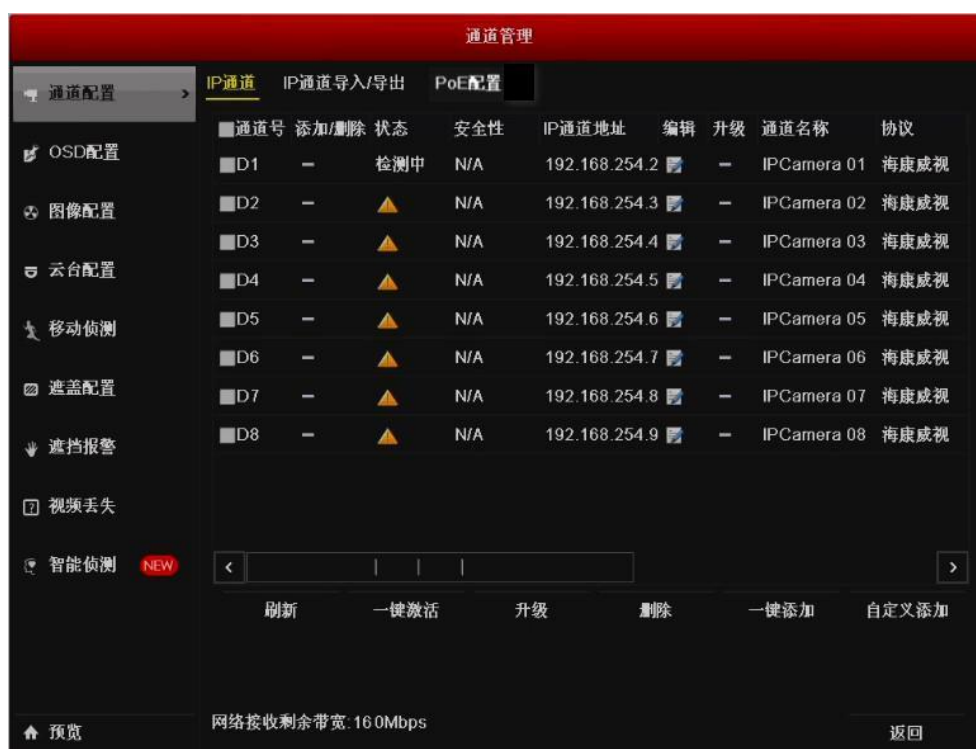 通道管理
通道配置
OSD配置
图像配置
云台配置
移动侦测
遮盖配置
遮挡报警
视频丢失
智能侦测 NEW
预览
IP通道 IP通道导入/导出 PoE配置
通道号 添加/删除 状态 安全性 IP通道地址 编辑 升级 通道名称 协议
D1 – 检测中 N/A 192.168.254.2 – IPCamera 01 海康威视
D2 – N/A 192.168.254.3 – IPCamera 02 海康威视
D3 – N/A 192.168.254.4 – IPCamera 03 海康威视
D4 – N/A 192.168.254.5 – IPCamera 04 海康威视
D5 – N/A 192.168.254.6 – IPCamera 05 海康威视
D6 – N/A 192.168.254.7 – IPCamera 06 海康威视
D7 – N/A 192.168.254.8 – IPCamera 07 海康威视
D8 – N/A 192.168.254.9 – IPCamera 08 海康威视
刷新 一键激活 升级 删除 一键添加 自定义添加
网络接收剩余带宽:160Mbps
返回